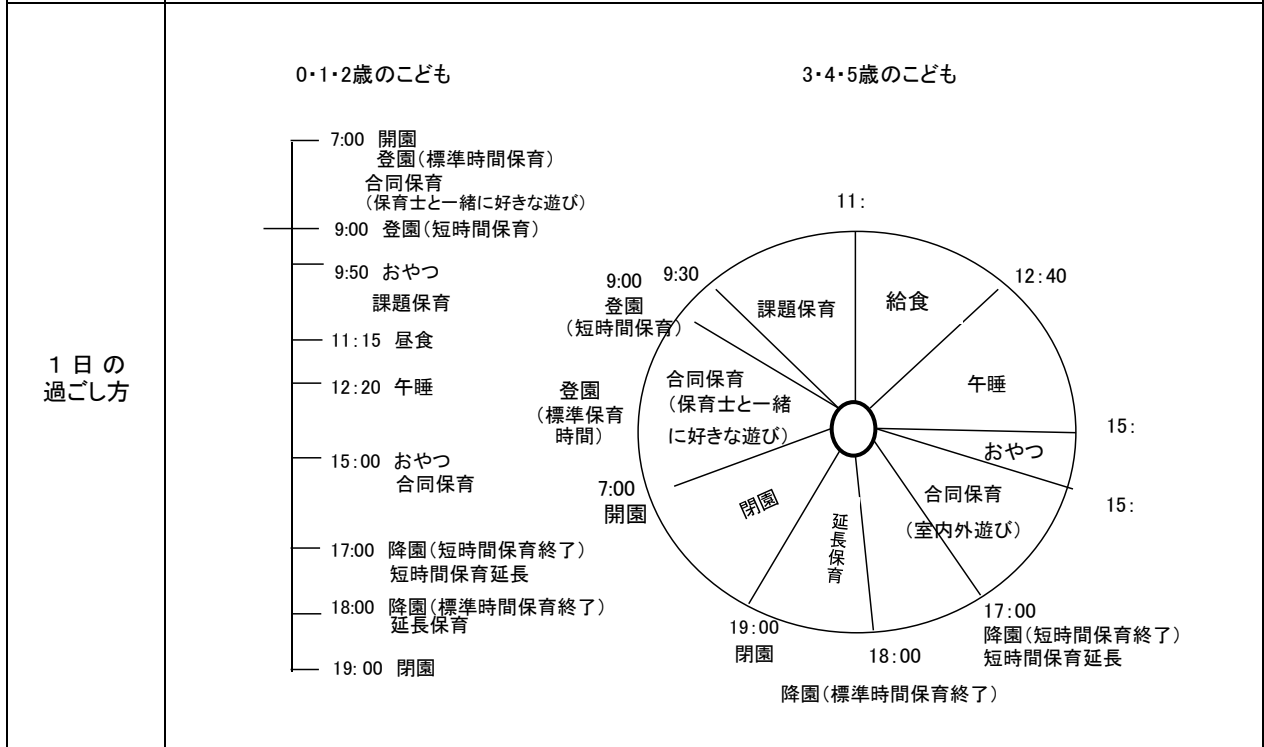 1 日 の
過ごし方
0・1・2歳のこども
7:00 開園
登園(標準時間保育)
合同保育
(保育士と一緒に好きな遊び)
9:00 登園(短時間保育)
9:50 おやつ
課題保育
11:15 昼食
12:20 午睡
15:00 おやつ
合同保育
17:00 降園(短時間保育終了)
短時間保育延長
18:00 降園(標準時間保育終了)
延長保育
19:00 閉園
3・4・5歳のこども
11:
12:40
給食
午睡
15:
おやつ
15:
合同保育
(室内外遊び)
17:00
降園(短時間保育終了)
短時間保育延長
18:00
降園(標準時間保育終了)
延長保育
19:00
閉園
閉園
7:00
開園
登園
(標準保育
時間)
合同保育
(保育士と一緒
に好きな遊び)
9:00
登園
(短時間保育)
9:30
課題保育